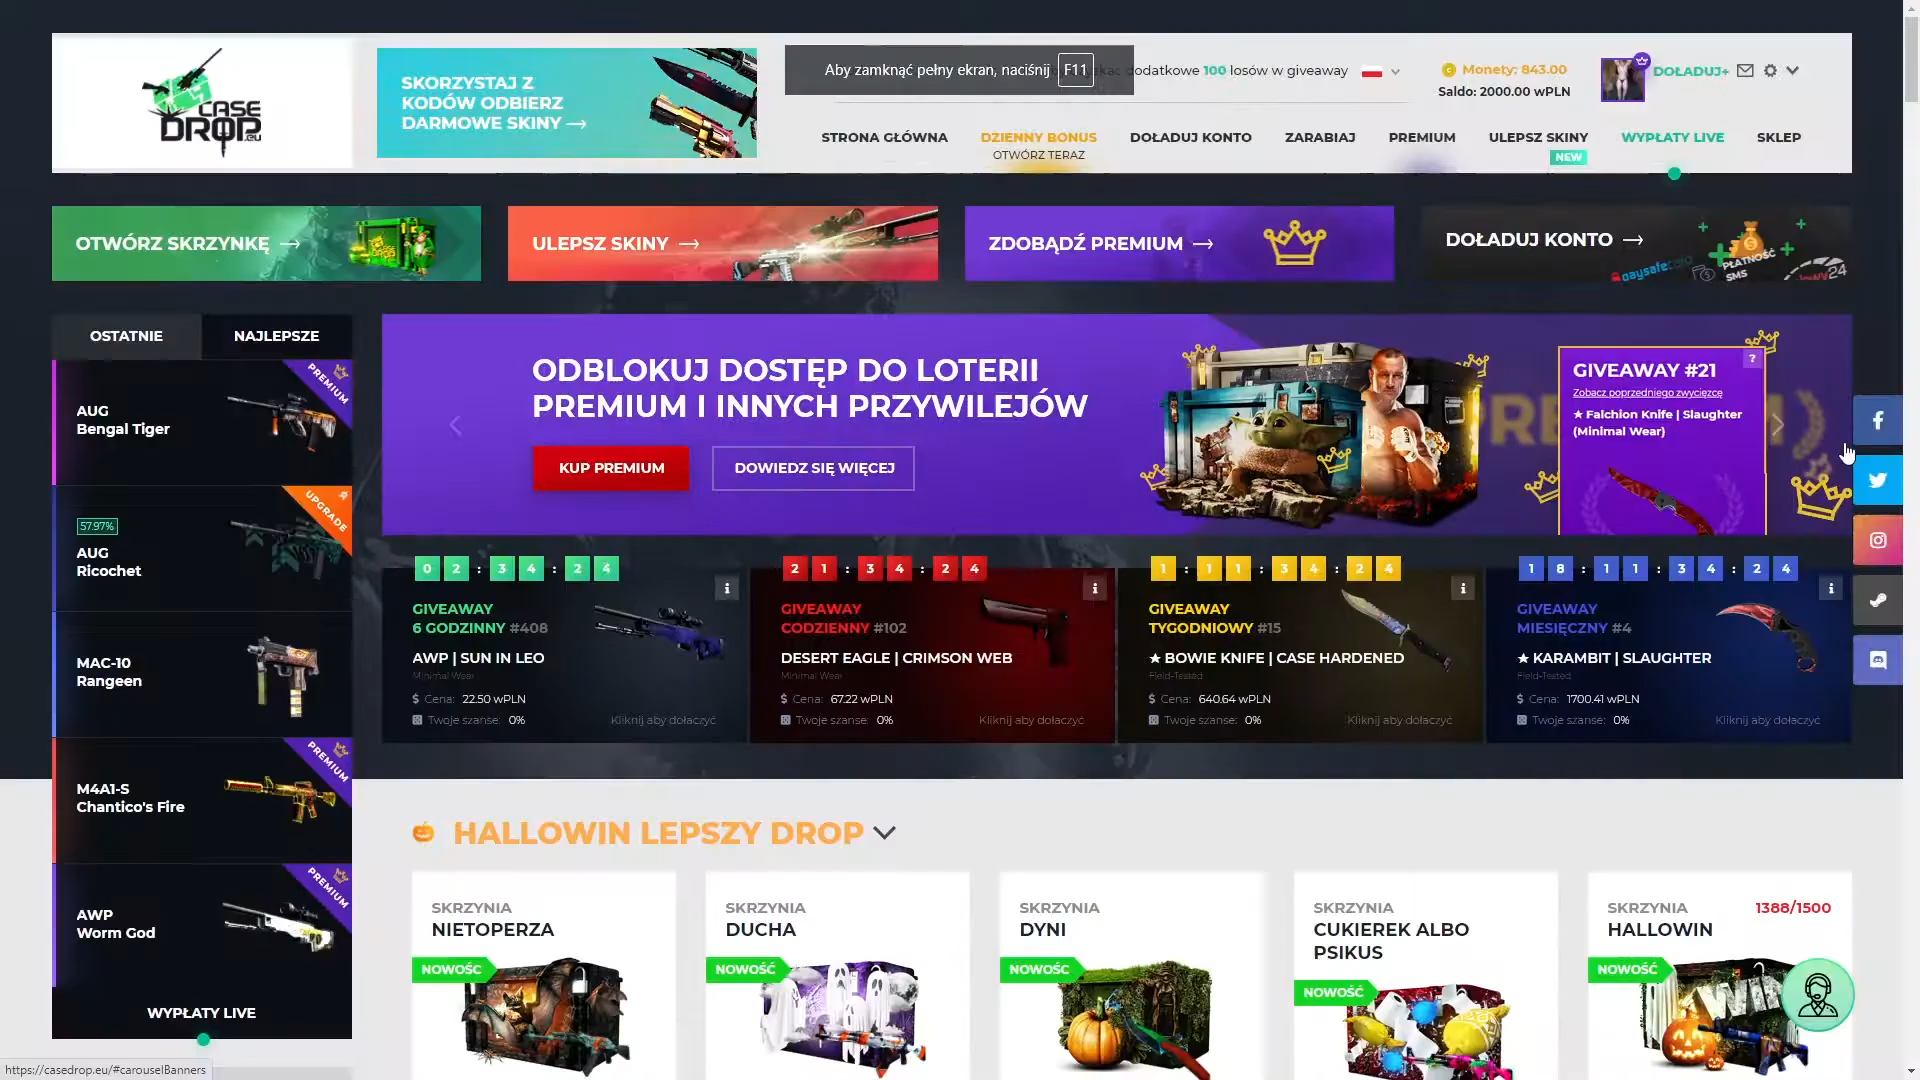 CASE
DROP
.eu
SKORZYSTAJ Z
KODÓW ODBIERZ
DARMOWE SKINY →
Aby zamknąć pełny ekran, naciśnij F11
dodatkowe 100 losów w giveaway
Monety: 843.00
Saldo: 2000.00 wPLN
DOŁADUJ+
STRONA GŁÓWNA
DZIENNY BONUS
OTWÓRZ TERAZ
DOŁADUJ KONTO
ZARABIAJ
PREMIUM
ULEPSZ SKINY
NEW
WYPŁATY LIVE
SKLEP
OTWÓRZ SKRZYNKĘ →
ULEPSZ SKINY →
ZDOBĄDŹ PREMIUM →
DOŁADUJ KONTO →
PŁATNOŚĆ
SMS
OSTATNIE
NAJLEPSZE
AUG
Bengal Tiger
PREMIUM
57.97%
AUG
Ricochet
UPGRADE
MAC-10
Rangeen
M4A1-S
Chantico's Fire
PREMIUM
AWP
Worm God
PREMIUM
WYPŁATY LIVE
ODBLOKUJ DOSTĘP DO LOTERII
PREMIUM I INNYCH PRZYWILEJÓW
KUP PREMIUM
DOWIEDZ SIĘ WIĘCEJ
GIVEAWAY #21
?
Zobacz poprzedniego zwycięzcę
★ Falchion Knife | Slaughter
(Minimal Wear)
0 2 : 3 4 : 2 4
GIVEAWAY
6 GODZINNY #408
AWP | SUN IN LEO
Minimal Wear
$ Cena: 22.50 wPLN
Twoje szanse: 0%
Kliknij aby dołączyć
2 1 : 3 4 : 2 4
GIVEAWAY
CODZIENNY #102
DESERT EAGLE | CRIMSON WEB
Minimal Wear
$ Cena: 67.22 wPLN
Twoje szanse: 0%
Kliknij aby dołączyć
1 : 1 1 : 3 4 : 2 4
GIVEAWAY
TYGODNIOWY #15
★ BOWIE KNIFE | CASE HARDENED
Field-Tested
$ Cena: 640.64 wPLN
Twoje szanse: 0%
Kliknij aby dołączyć
1 8 : 1 1 : 3 4 : 2 4
GIVEAWAY
MIESIĘCZNY #4
★ KARAMBIT | SLAUGHTER
Field-Tested
$ Cena: 1700.41 wPLN
Twoje szanse: 0%
Kliknij aby dołączyć
HALLOWIN LEPSZY DROP
SKRZYNIA
NIETOPERZA
NOWOŚĆ
SKRZYNIA
DUCHA
NOWOŚĆ
SKRZYNIA
DYNI
NOWOŚĆ
SKRZYNIA
CUKIEREK ALBO
PSIKUS
NOWOŚĆ
SKRZYNIA
1388/1500
HALLOWIN
NOWOŚĆ
WIN
https://casedrop.eu/#carouselBanners